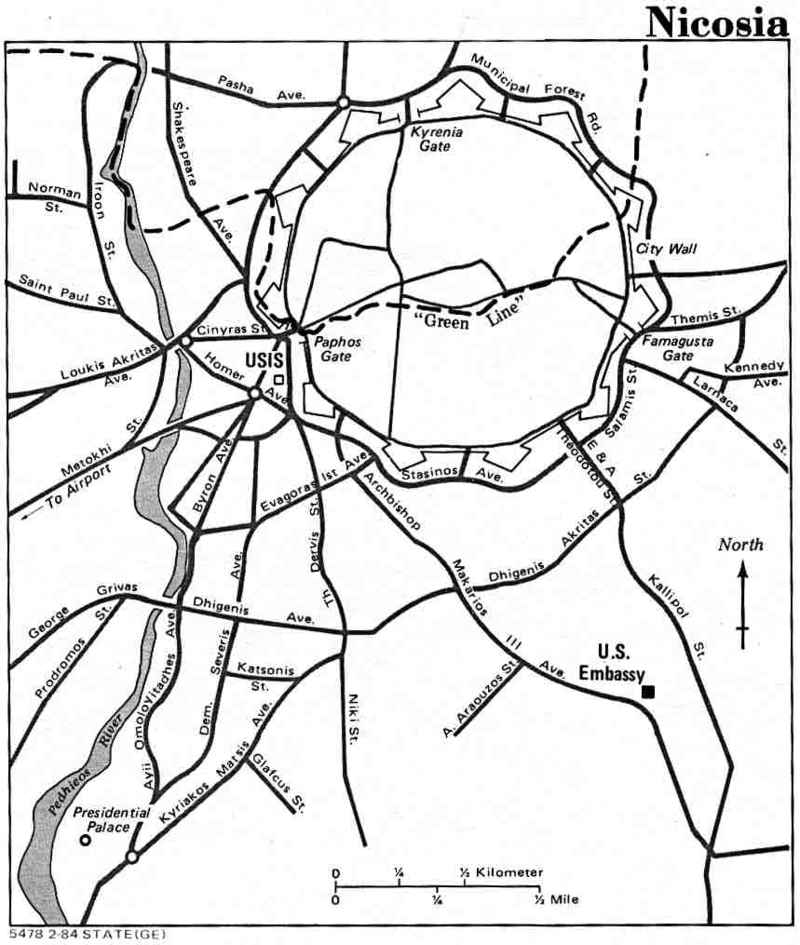 Nicosia
Municipal Forest Rd.
Pasha Ave.
Shakespeare Ave.
Kyrenia
Gate
Norman
St.
Iroon St.
City Wall
Saint Paul St.
Cinyras St.
"Green Line"
Themis St.
Paphos
Gate
Famagusta
Gate
USIS
Loukis Akritas
Ave.
Homer Ave.
Kennedy
Ave.
Larnaca St.
Salamis St.
Metokhi St.
To Airport
Byron Ave.
Evagoras Ist Ave.
Stasinos Ave.
E & A
Theodotou St.
Archbishop Makarios III Ave.
Th Dervis St.
Dhigenis Akritas St.
North
Kallipol St.
George Grivas Dhigenis Ave.
Prodromos St.
Dem. Severis Ave.
Katsonis
St.
U.S.
Embassy
A. Araouzos St.
Ayii Omoloyitadhes Ave.
Niki St.
Pedhieos River
Kyriakos Matsis Ave.
Glafcus St.
Presidential
Palace
0 ¼ ½ Kilometer
0 ¼ ½ Mile
5478 2-84 STATE(GE)